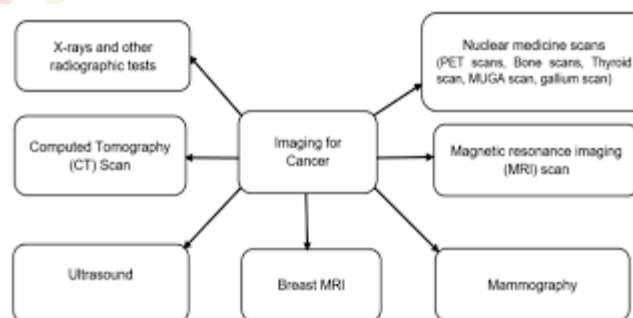 X-rays and other
radiographic tests
Nuclear medicine scans
(PET scans, Bone scans, Thyroid
scan, MUGA scan, gallium scan)
Computed Tomography
(CT) Scan
Imaging for
Cancer
Magnetic resonance imaging
(MRI) scan
Ultrasound
Breast MRI
Mammography